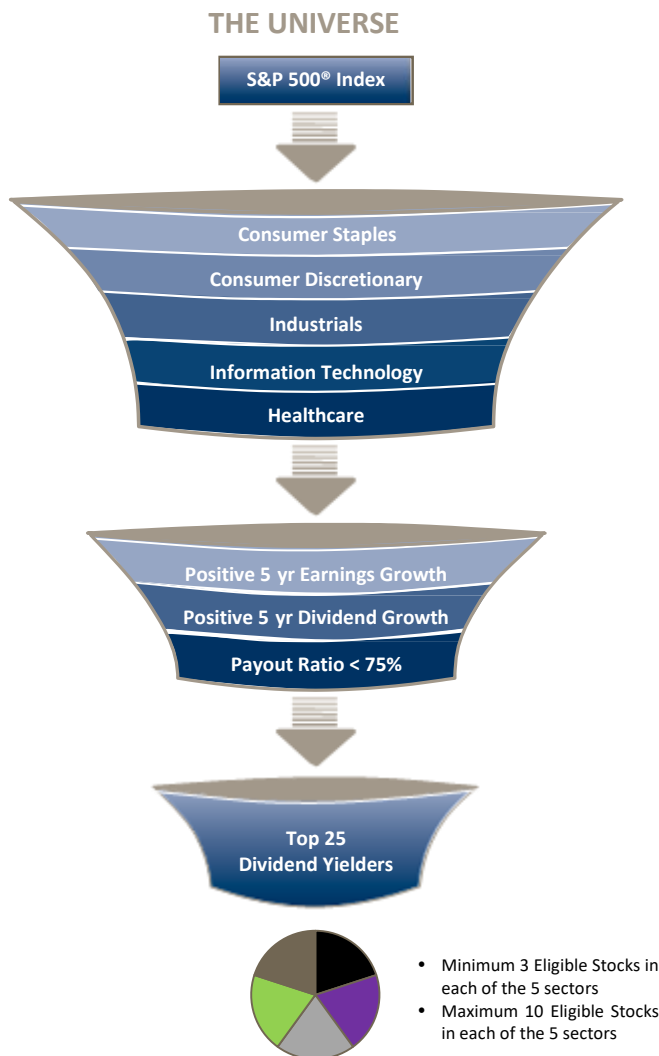 THE UNIVERSE
S&P 500® Index
Consumer Staples
Consumer Discretionary
Industrials
Information Technology
Healthcare
Positive 5 yr Earnings Growth
Positive 5 yr Dividend Growth
Payout Ratio < 75%
Top 25
Dividend Yielders
• Minimum 3 Eligible Stocks in
each of the 5 sectors
• Maximum 10 Eligible Stocks
in each of the 5 sectors